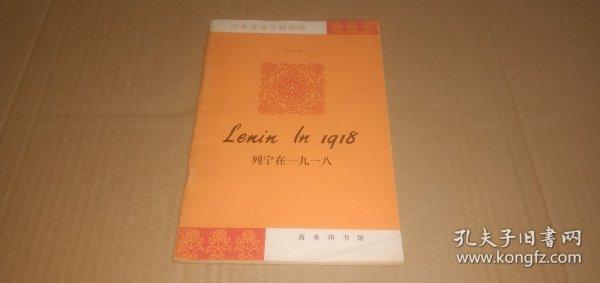 Lenin In 1918
列宁在一九一八
商务印书馆
孔夫子旧书网
www.kongfz.com